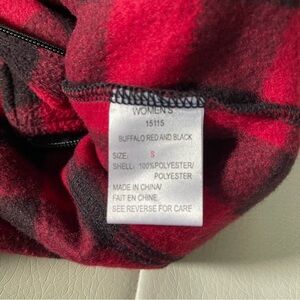 WOMEN'S
15115
BUFFALO RED AND BLACK
SIZE: S
SHELL: 100%POLYESTER/
POLYESTER
MADE IN CHINA/
FAIT EN CHINE
SEE REVERSE FOR CARE